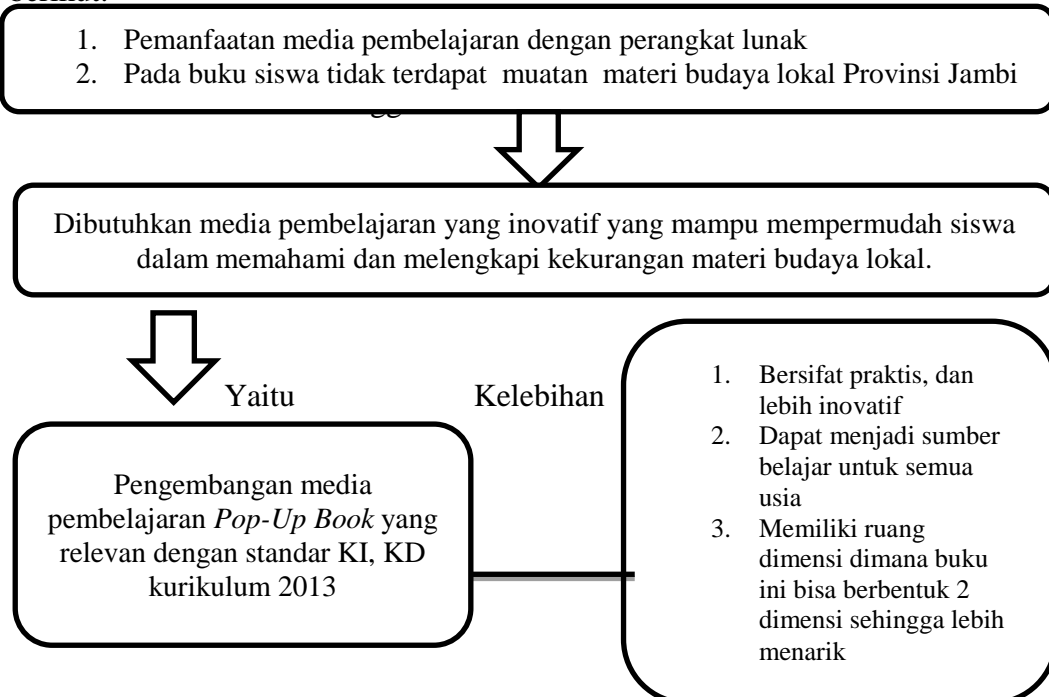 1. Pemanfaatan media pembelajaran dengan perangkat lunak
2. Pada buku siswa tidak terdapat muatan materi budaya lokal Provinsi Jambi
Dibutuhkan media pembelajaran yang inovatif yang mampu mempermudah siswa
dalam memahami dan melengkapi kekurangan materi budaya lokal.
Yaitu
Kelebihan
Pengembangan media
pembelajaran Pop-Up Book yang
relevan dengan standar KI, KD
kurikulum 2013
1. Bersifat praktis, dan
lebih inovatif
2. Dapat menjadi sumber
belajar untuk semua
usia
3. Memiliki ruang
dimensi dimana buku
ini bisa berbentuk 2
dimensi sehingga lebih
menarik